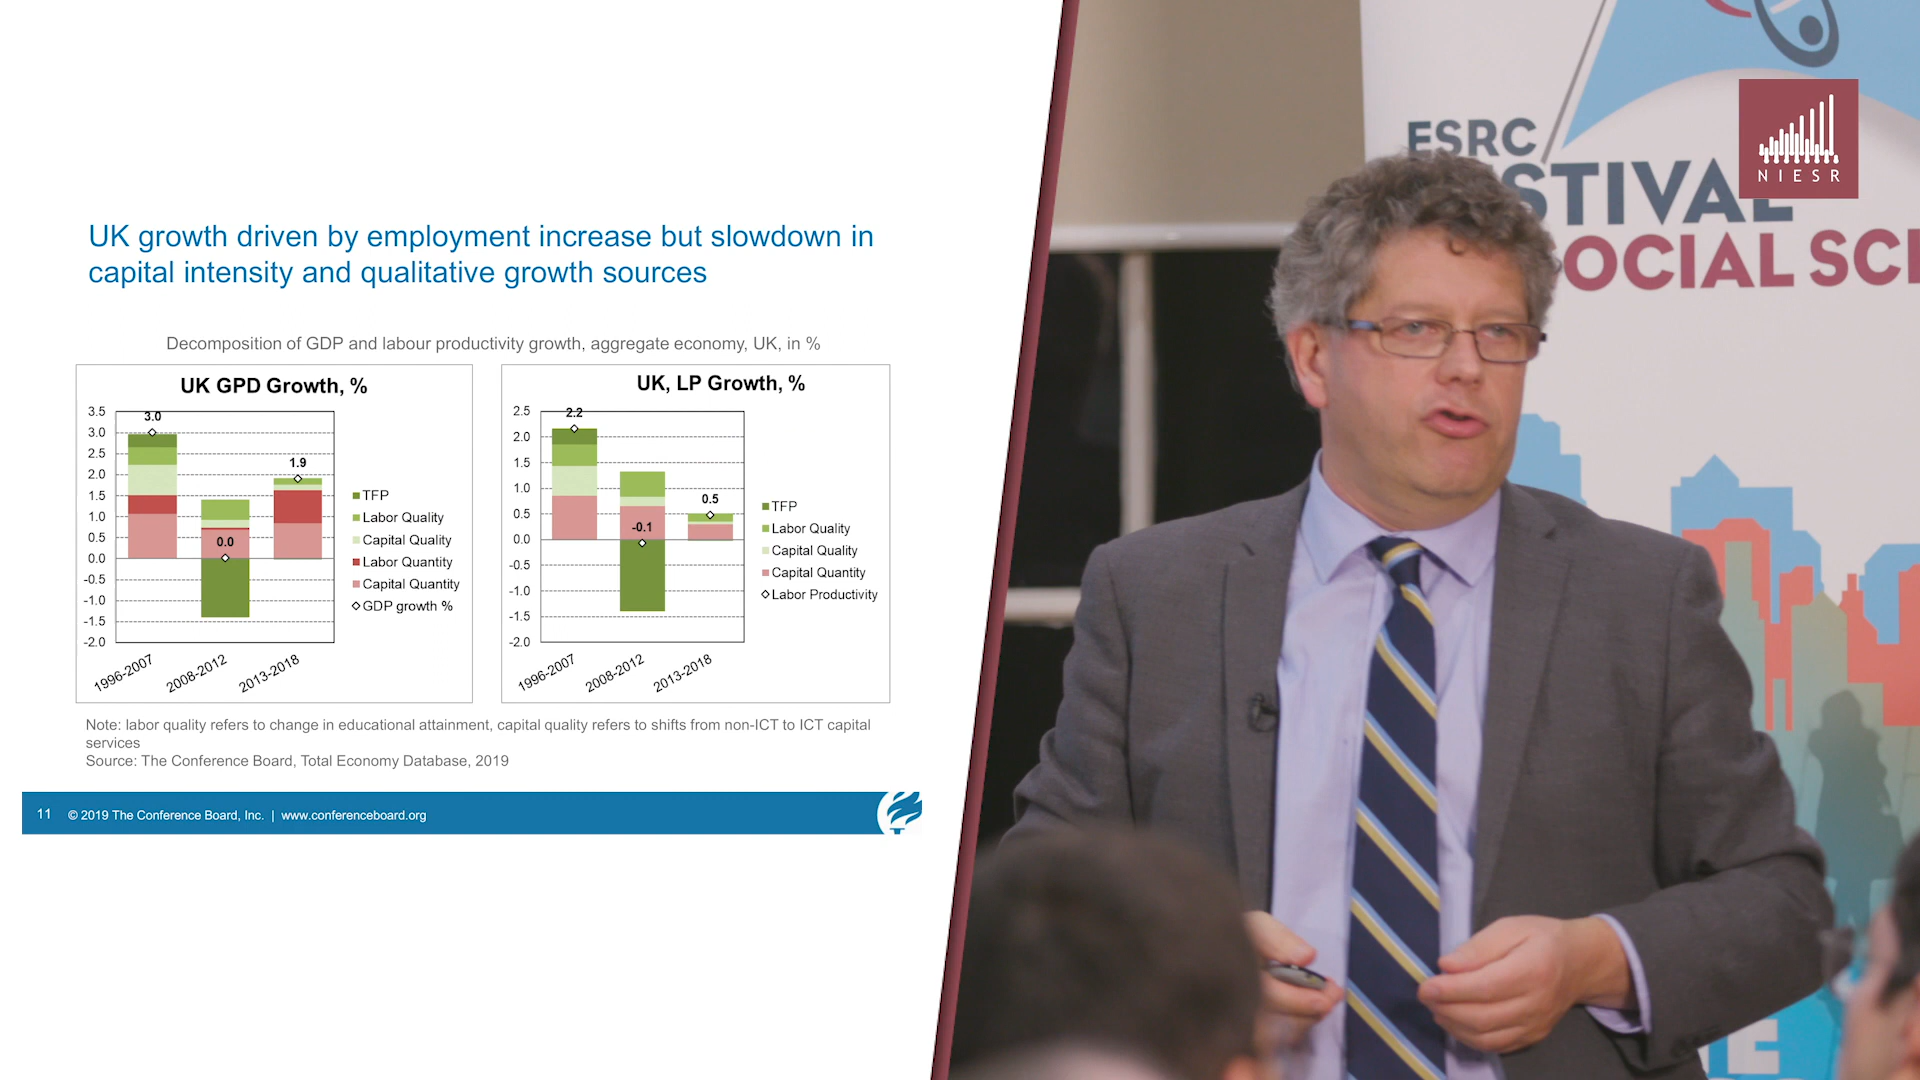 UK growth driven by employment increase but slowdown in
capital intensity and qualitative growth sources
Decomposition of GDP and labour productivity growth, aggregate economy, UK, in %
UK GPD Growth, %
3.5
3.0
2.5
2.0
1.5
1.0
0.5
0.0
-0.5
-1.0
-1.5
-2.0
3.0
0.0
1.9
1996-2007
2008-2012
2013-2018
TFP
Labor Quality
Capital Quality
Labor Quantity
Capital Quantity
GDP growth %
UK, LP Growth, %
2.5
2.0
1.5
1.0
0.5
0.0
-0.5
-1.0
-1.5
-2.0
2.2
-0.1
0.5
1996-2007
2008-2012
2013-2018
TFP
Labor Quality
Capital Quality
Capital Quantity
Labor Productivity
Note: labor quality refers to change in educational attainment, capital quality refers to shifts from non-ICT to ICT capital
services
Source: The Conference Board, Total Economy Database, 2019
11 © 2019 The Conference Board, Inc. | www.conferenceboard.org
ESRC
STIVAL
SOCIAL SCI
NIESR